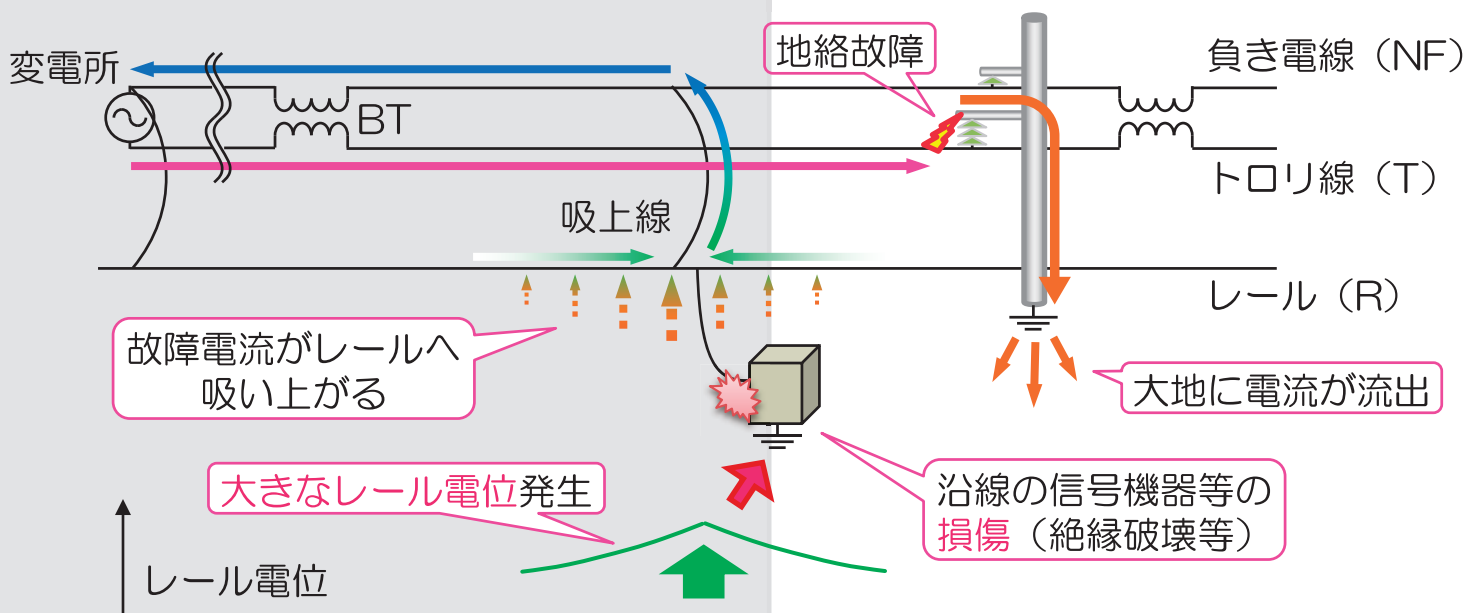 地絡故障
負き電線（NF）
変電所
BT
トロリ線（T）
吸上線
レール（R）
故障電流がレールへ
吸い上がる
大地に電流が流出
大きなレール電位発生
沿線の信号機器等の
損傷（絶縁破壊等）
レール電位